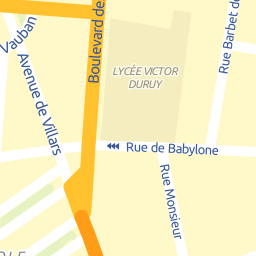 Vauban
Avenue de Villars
Boulevard de
LYCÉE VICTOR
DURUY
Rue Barbet de
Rue de Babylone
Rue Monsieur